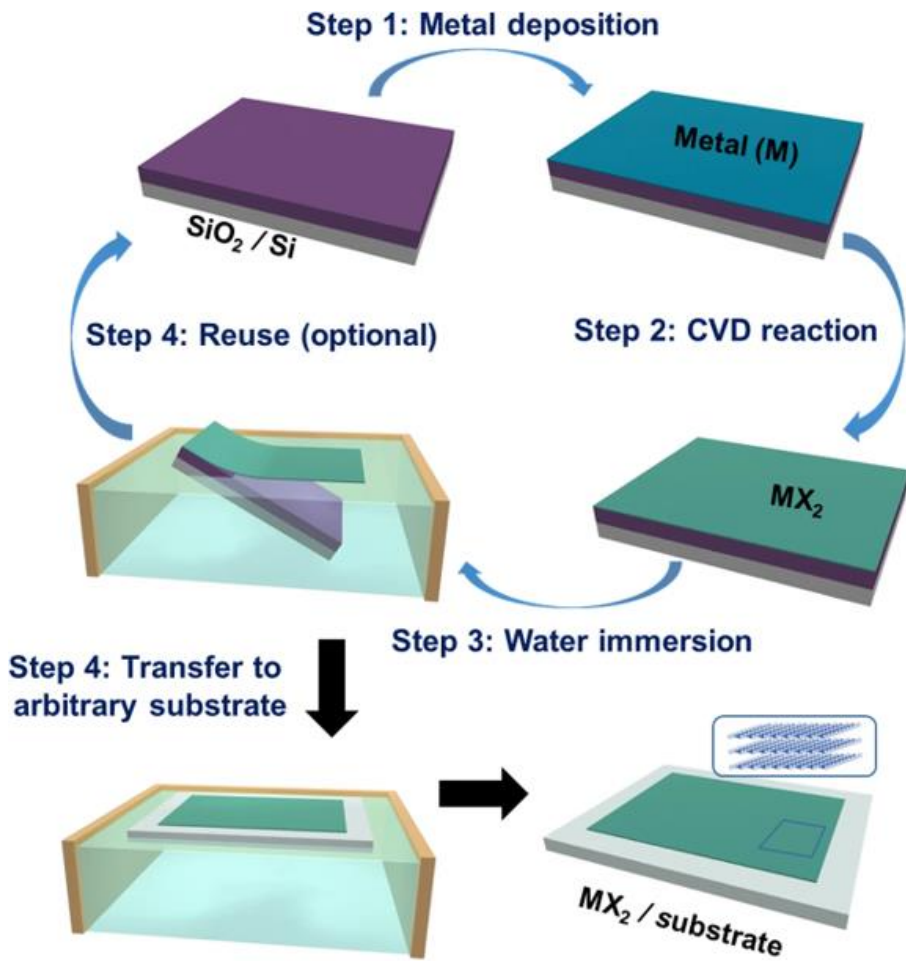 Step 1: Metal deposition
Metal (M)
SiO₂ / Si
Step 4: Reuse (optional)
Step 2: CVD reaction
MX₂
Step 3: Water immersion
Step 4: Transfer to
arbitrary substrate
MX₂ / substrate